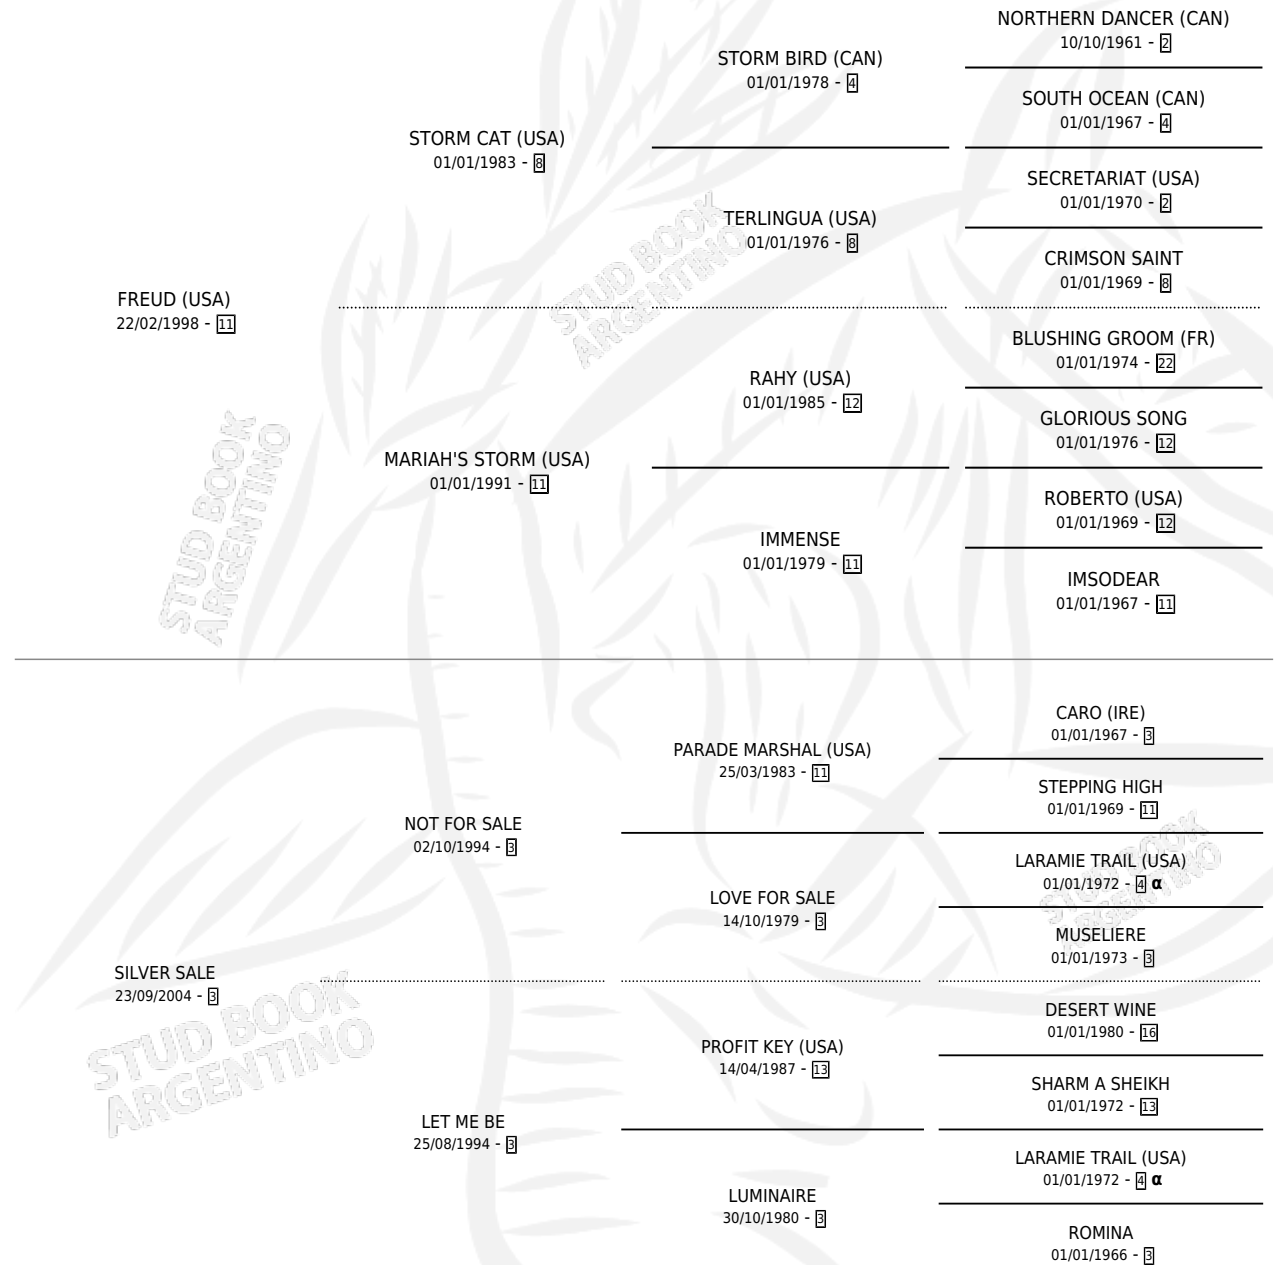 NORTHERN DANCER (CAN)
10/10/1961 - 2
STORM BIRD (CAN)
01/01/1978 - 4
SOUTH OCEAN (CAN)
01/01/1967 - 4
STORM CAT (USA)
01/01/1983 - 8
SECRETARIAT (USA)
01/01/1970 - 2
TERLINGUA (USA)
01/01/1976 - 8
CRIMSON SAINT
01/01/1969 - 8
STUD BOOK
ARGENTINO
FREUD (USA)
22/02/1998 - 11
BLUSHING GROOM (FR)
01/01/1974 - 22
RAHY (USA)
01/01/1985 - 12
GLORIOUS SONG
01/01/1976 - 12
MARIAH'S STORM (USA)
01/01/1991 - 11
ROBERTO (USA)
01/01/1969 - 12
IMMENSE
01/01/1979 - 11
IMSODEAR
01/01/1967 - 11
STUD BOOK
ARGENTINO
CARO (IRE)
01/01/1967 - 3
PARADE MARSHAL (USA)
25/03/1983 - 11
STEPPING HIGH
01/01/1969 - 11
NOT FOR SALE
02/10/1994 - 3
LARAMIE TRAIL (USA)
01/01/1972 - 4 α
LOVE FOR SALE
14/10/1979 - 3
MUSELIERE
01/01/1973 - 3
STUD BOOK
ARGENTINO
SILVER SALE
23/09/2004 - 3
DESERT WINE
01/01/1980 - 16
PROFIT KEY (USA)
14/04/1987 - 13
SHARM A SHEIKH
01/01/1972 - 13
STUD BOOK
ARGENTINO
LET ME BE
25/08/1994 - 3
LARAMIE TRAIL (USA)
01/01/1972 - 4 α
LUMINAIRE
30/10/1980 - 3
ROMINA
01/01/1966 - 3